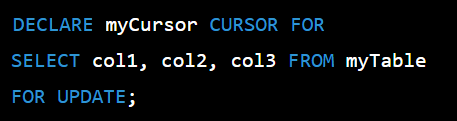 DECLARE myCursor CURSOR FOR
SELECT col1, col2, col3 FROM myTable
FOR UPDATE;